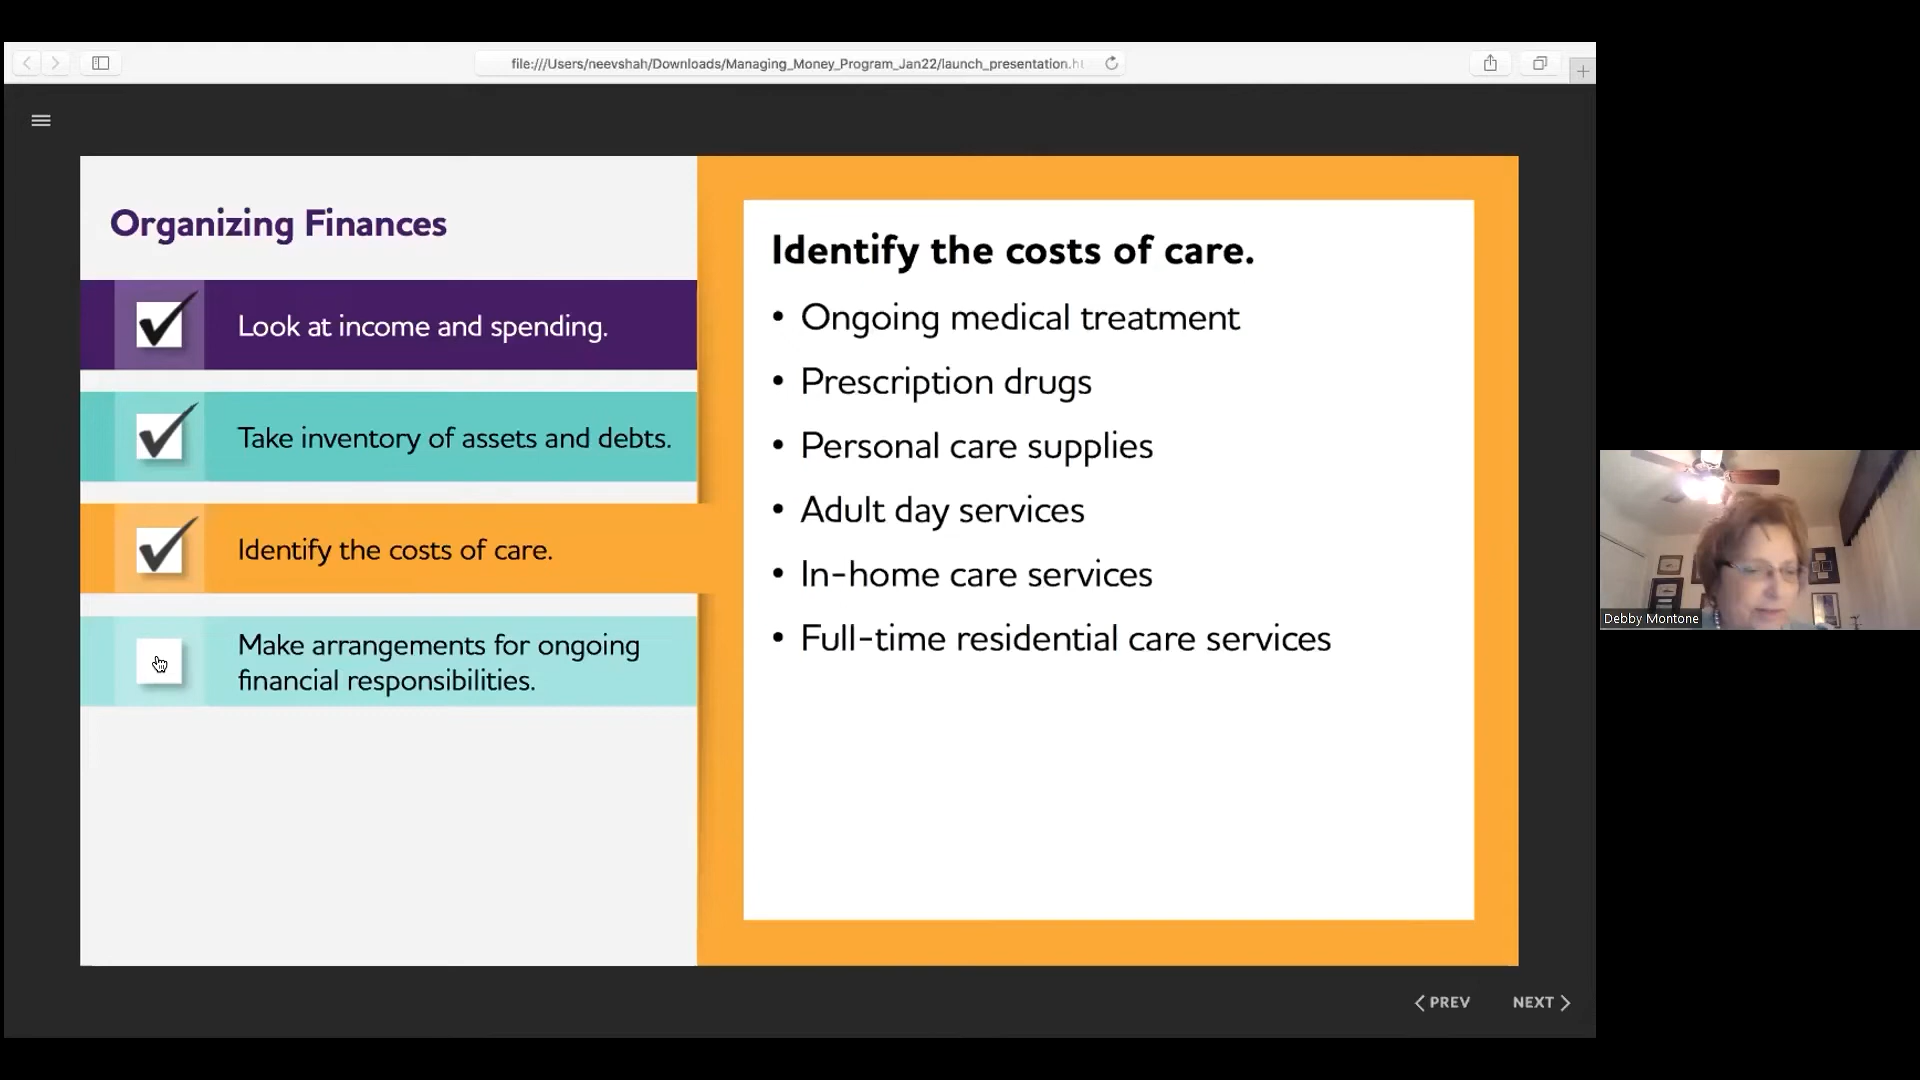 file:///Users/neevshah/Downloads/Managing_Money_Program_Jan22/launch_presentation.ht
Organizing Finances
Look at income and spending.
Take inventory of assets and debts.
Identify the costs of care.
Make arrangements for ongoing
financial responsibilities.
Identify the costs of care.
• Ongoing medical treatment
• Prescription drugs
• Personal care supplies
• Adult day services
• In-home care services
• Full-time residential care services
Debby Montone
PREV
NEXT